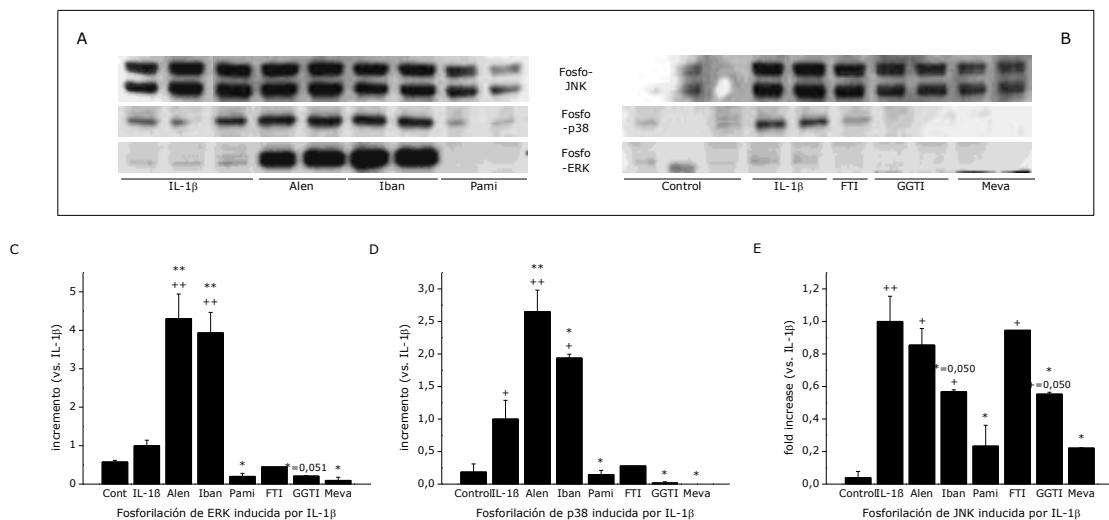 A
B
Fosfo-
JNK
Fosfo
-p38
Fosfo
-ERK
IL-1β Alen Iban Pami
Control IL-1β FTI GGTI Meva
C
incremento (vs. IL-1β)
5
4
3
2
1
0
** ++
** ++
*
*=0,051
*
Cont IL-1ß Alen Iban Pami FTI GGTI Meva
Fosforilación de ERK inducida por IL-1β
D
incremento (vs. IL-1β)
3,0
2,5
2,0
1,5
1,0
0,5
0,0
+
** ++
* +
*
*
*
Control IL-1ß Alen Iban Pami FTI GGTI Meva
Fosforilación de p38 inducida por IL-1β
E
fold increase (vs. IL-1β)
1,2
1,0
0,8
0,6
0,4
0,2
0,0
++
+
*=0,050
+
*
+
*
+=0,050
*
Control IL-1ß Alen Iban Pami FTI GGTI Meva
Fosforilación de JNK inducida por IL-1β